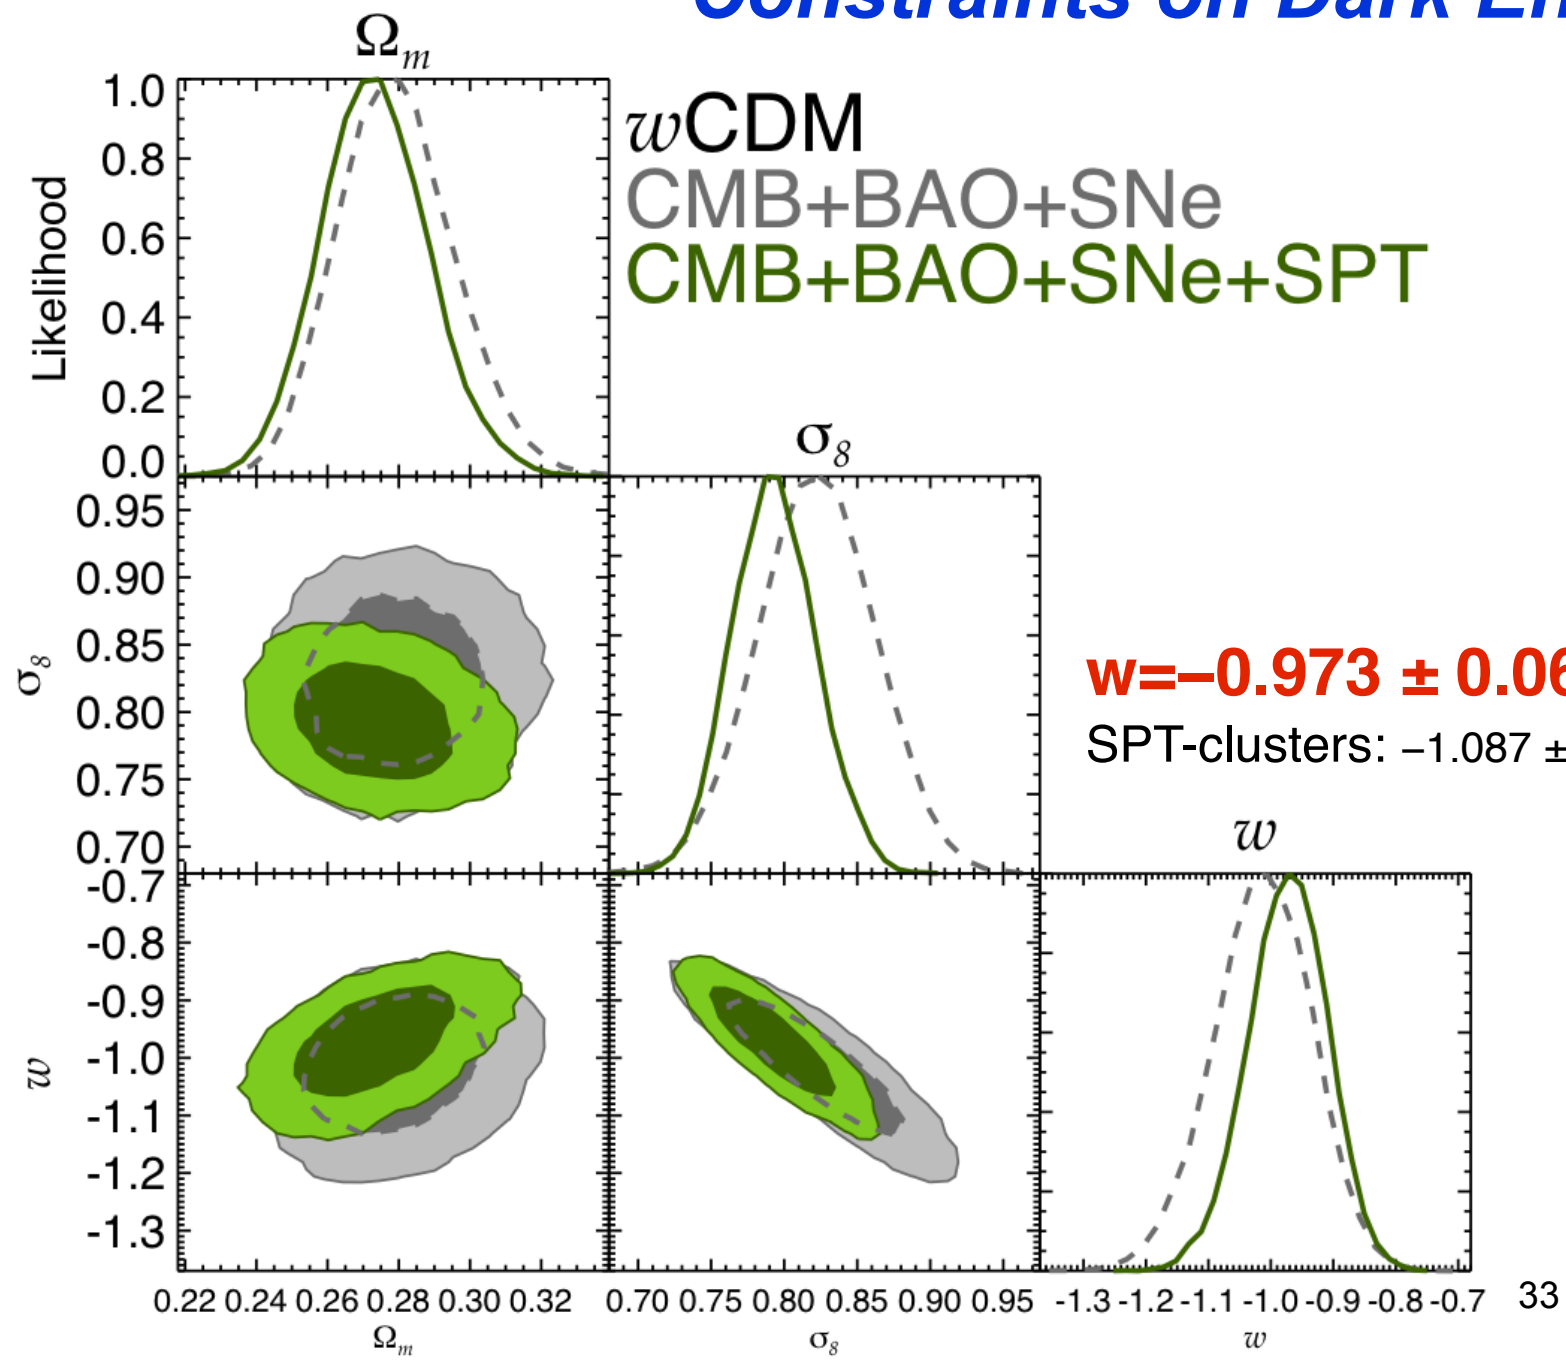 Constraints on Dark En
Ωm
wCDM
CMB+BAO+SNe
CMB+BAO+SNe+SPT
Likelihood
1.0
0.8
0.6
0.4
0.2
0.0
σ8
σ8
0.95
0.90
0.85
0.80
0.75
0.70
w=–0.973 ± 0.06
SPT-clusters: −1.087 ±
w
w
-0.7
-0.8
-0.9
-1.0
-1.1
-1.2
-1.3
0.22 0.24 0.26 0.28 0.30 0.32
Ωm
0.70 0.75 0.80 0.85 0.90 0.95
σ8
-1.3 -1.2 -1.1 -1.0 -0.9 -0.8 -0.7
w
33